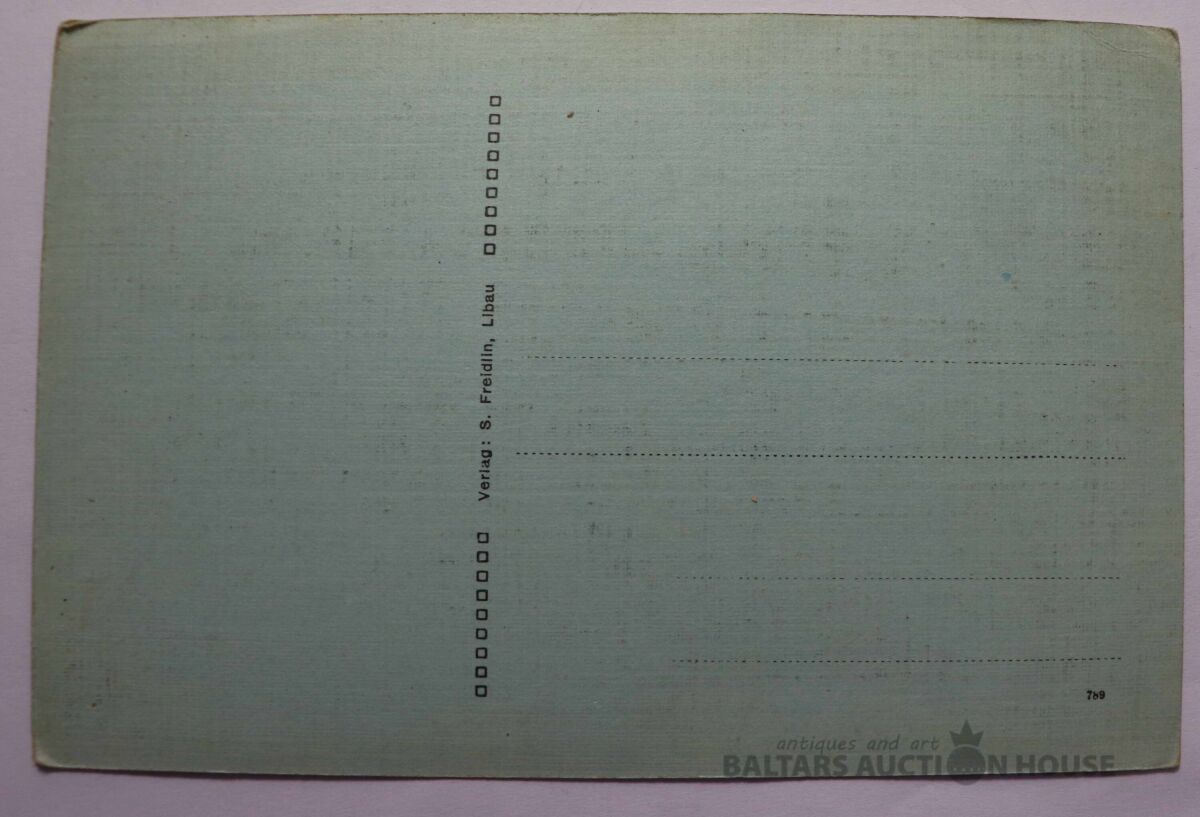 Verlag: S. Freidlin, Libau
789
antiques and art
BALTARS AUCTION HOUSE